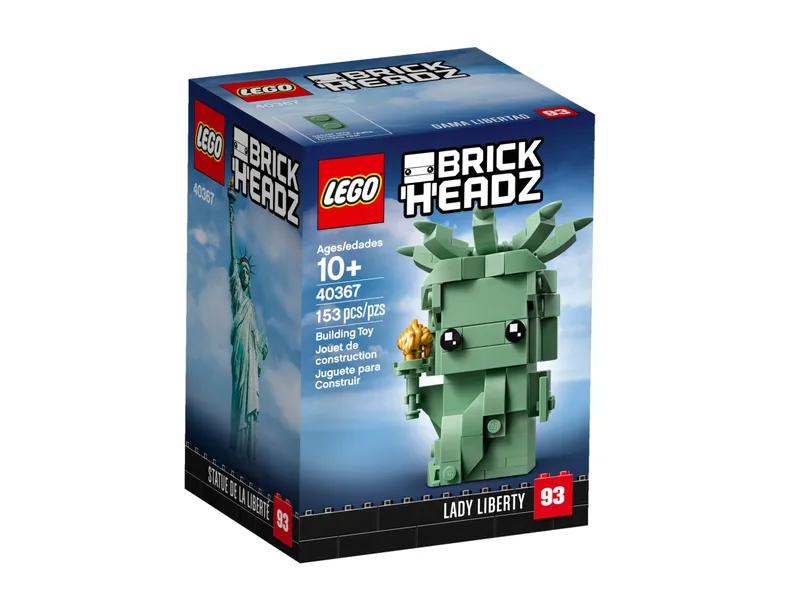 LEGO
BRICK
HEADZ
40367
DAMA LIBERTAD
93
LEGO
BRICK
HEADZ
40367
STATUE DE LA LIBERTÉ
93
LEGO
BRICK
HEADZ
Ages/edades
10+
40367
153 pcs/pzs
Building Toy
Jouet de
construction
Juguete para
Construir
LADY LIBERTY
93